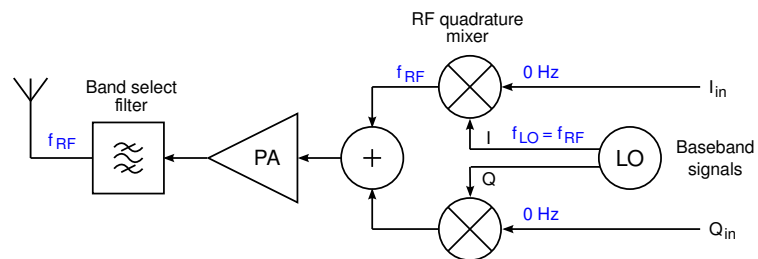 RF quadrature
mixer
Band select
filter
f RF
f RF
0 Hz
I in
I
f LO = f RF
LO
Baseband
signals
PA
+
Q
0 Hz
Q in